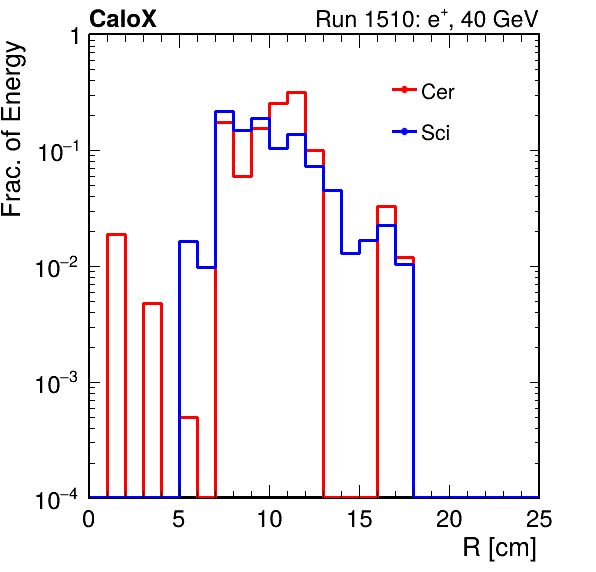 CaloX Run 1510: e⁺, 40 GeV
Frac. of Energy
1
10⁻¹
10⁻²
10⁻³
10⁻⁴
Cer
Sci
0 5 10 15 20 25
R [cm]